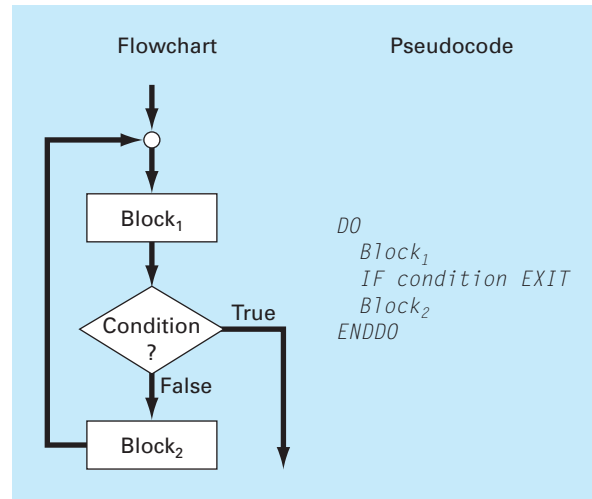 Flowchart
Pseudocode
Block₁
Condition
?
True
False
Block₂
DO
Block₁
IF condition EXIT
Block₂
ENDDO